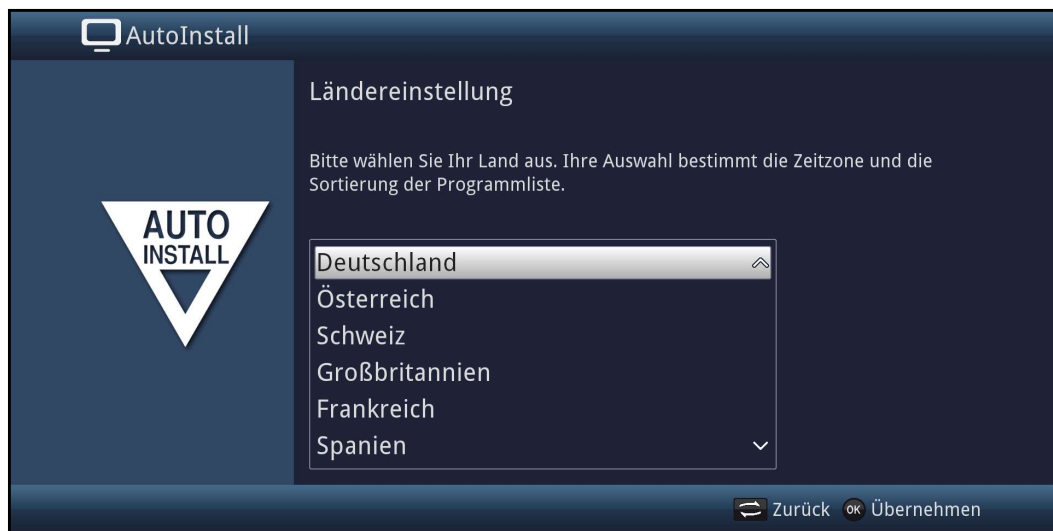 AutoInstall
Ländereinstellung
Bitte wählen Sie Ihr Land aus. Ihre Auswahl bestimmt die Zeitzone und die
Sortierung der Programmliste.
AUTO
INSTALL
Deutschland
Österreich
Schweiz
Großbritannien
Frankreich
Spanien
Zurück OK Übernehmen